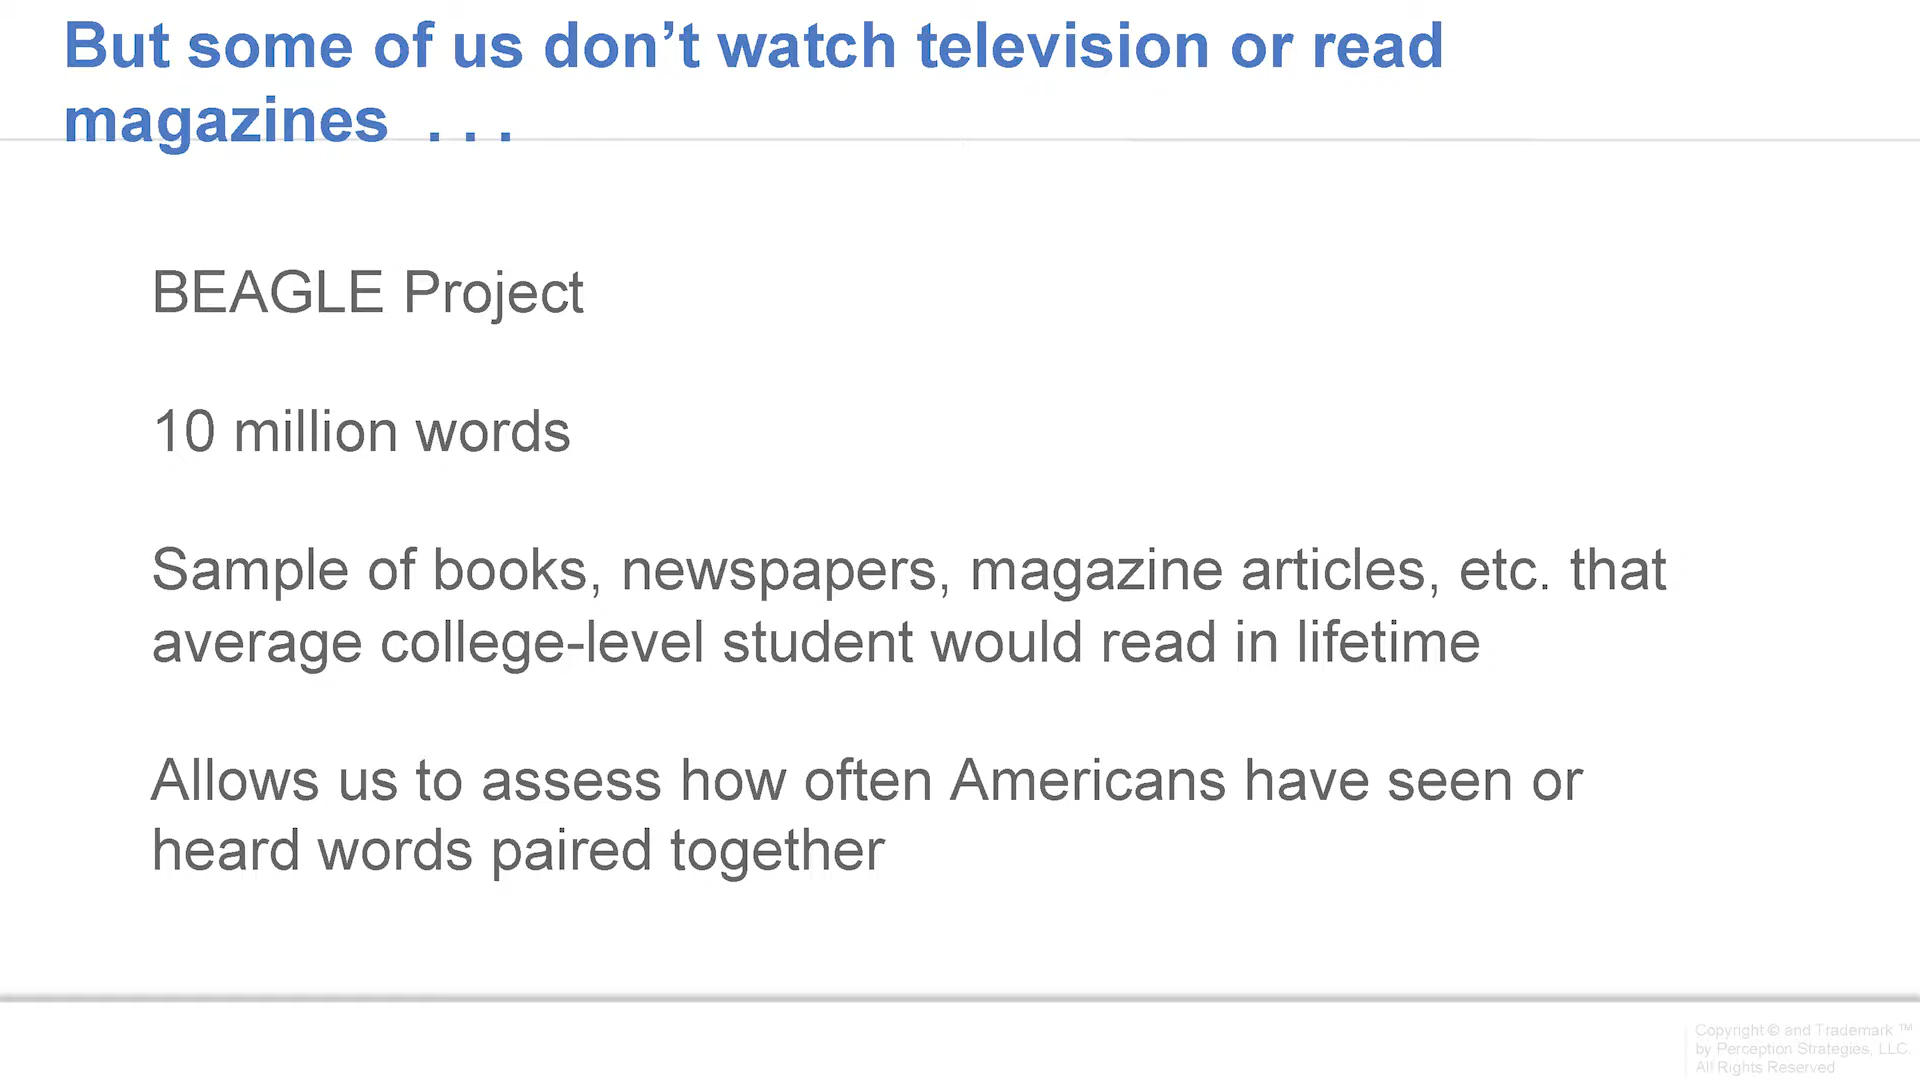 But some of us don’t watch television or read
magazines . . .
BEAGLE Project
10 million words
Sample of books, newspapers, magazine articles, etc. that
average college-level student would read in lifetime
Allows us to assess how often Americans have seen or
heard words paired together
Copyright © and Trademark ™
by Perception Strategies, LLC.
All Rights Reserved